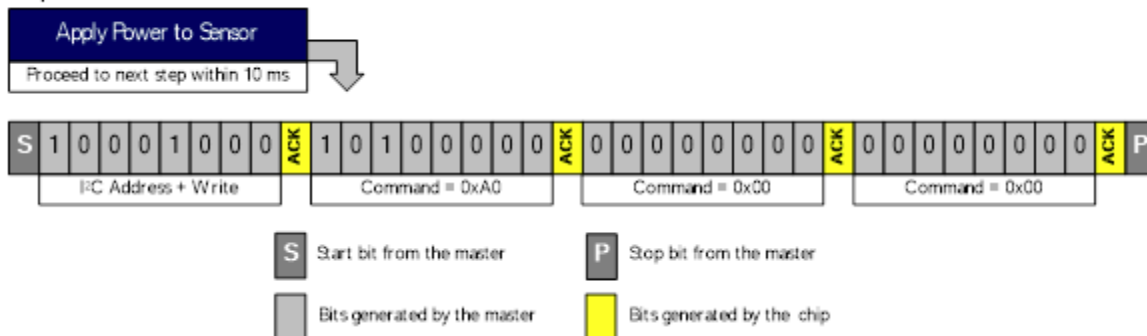 Apply Power to Sensor
Proceed to next step within 10 ms
S 1 0 0 0 1 0 0 0 ACK 1 0 1 0 0 0 0 0 ACK 0 0 0 0 0 0 0 0 ACK 0 0 0 0 0 0 0 0 ACK P
I²C Address + Write Command = 0xA0 Command = 0x00 Command = 0x00
S Start bit from the master P Stop bit from the master
Bits generated by the master Bits generated by the chip